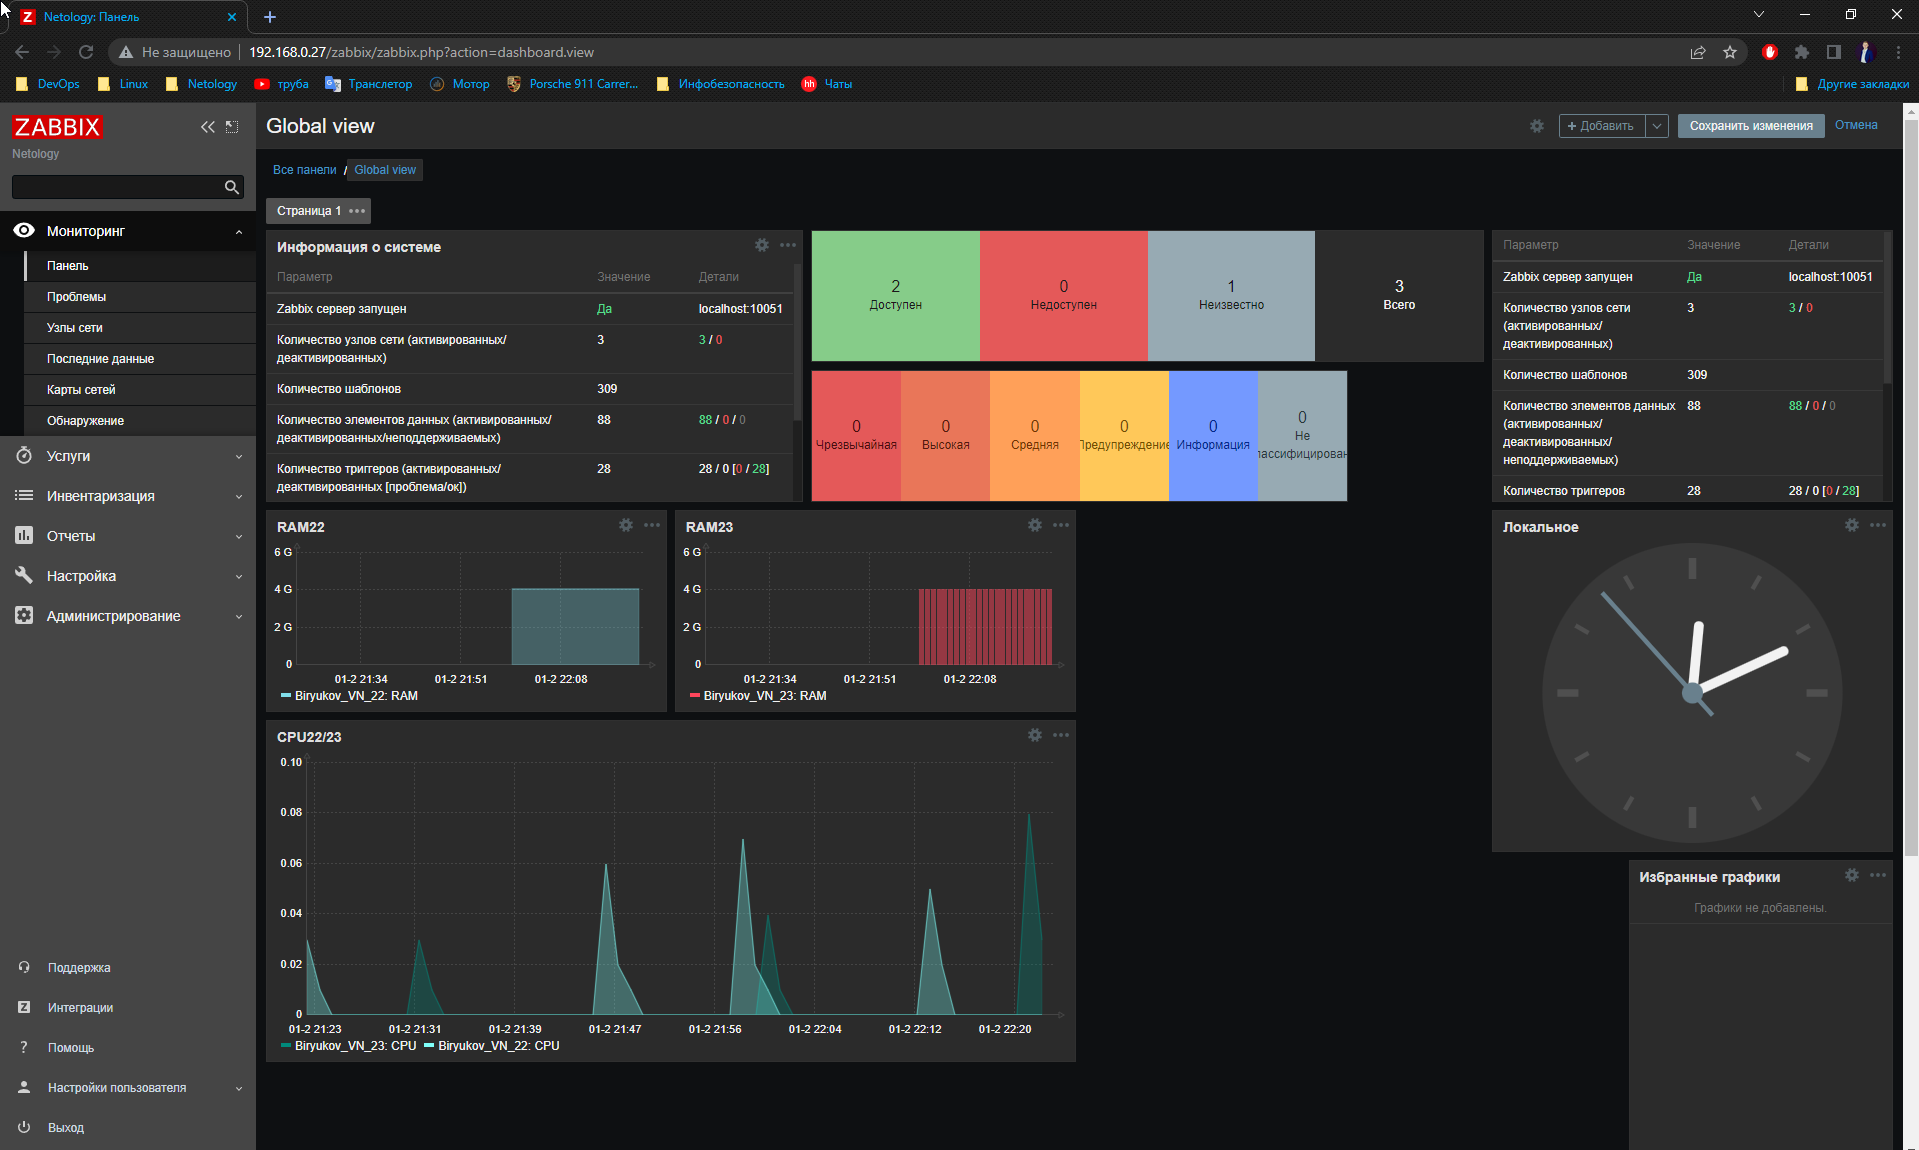 Netology: Панель
Не защищено
192.168.0.27/zabbix/zabbix.php?action=dashboard.view
DevOps
Linux
Netology
труба
Транслетор
Мотор
Porsche 911 Carrer...
Инфобезопасность
hh
Чаты
Другие закладки
ZABBIX
Netology
Мониторинг
Панель
Проблемы
Узлы сети
Последние данные
Карты сетей
Обнаружение
Услуги
Инвентаризация
Отчеты
Настройка
Администрирование
Поддержка
Интеграции
Помощь
Настройки пользователя
Выход
Global view
+ Добавить
Сохранить изменения
Отмена
Все панели / Global view
Страница 1
Информация о системе
Параметр Значение Детали
Zabbix сервер запущен Да localhost:10051
Количество узлов сети (активированных/ 3 3 / 0
деактивированных)
Количество шаблонов 309
Количество элементов данных (активированных/ 88 88 / 0 / 0
деактивированных/неподдерживаемых)
Количество триггеров (активированных/ 28 28 / 0 [0 / 28]
деактивированных [проблема/ок])
2
Доступен
0
Недоступен
1
Неизвестно
3
Всего
0
Чрезвычайная
0
Высокая
0
Средняя
0
Предупреждение
0
Информация
0
Не
лассифицирован
Параметр Значение Детали
Zabbix сервер запущен Да localhost:10051
Количество узлов сети 3 3 / 0
(активированных/
деактивированных)
Количество шаблонов 309
Количество элементов данных 88 88 / 0 / 0
(активированных/
деактивированных/
неподдерживаемых)
Количество триггеров 28 28 / 0 [0 / 28]
RAM22
6 G
4 G
2 G
0
01-2 21:34 01-2 21:51 01-2 22:08
Biryukov_VN_22: RAM
RAM23
6 G
4 G
2 G
0
01-2 21:34 01-2 21:51 01-2 22:08
Biryukov_VN_23: RAM
Локальное
CPU22/23
0.10
0.08
0.06
0.04
0.02
0
01-2 21:23 01-2 21:31 01-2 21:39 01-2 21:47 01-2 21:56 01-2 22:04 01-2 22:12 01-2 22:20
Biryukov_VN_23: CPU Biryukov_VN_22: CPU
Избранные графики
Графики не добавлены.